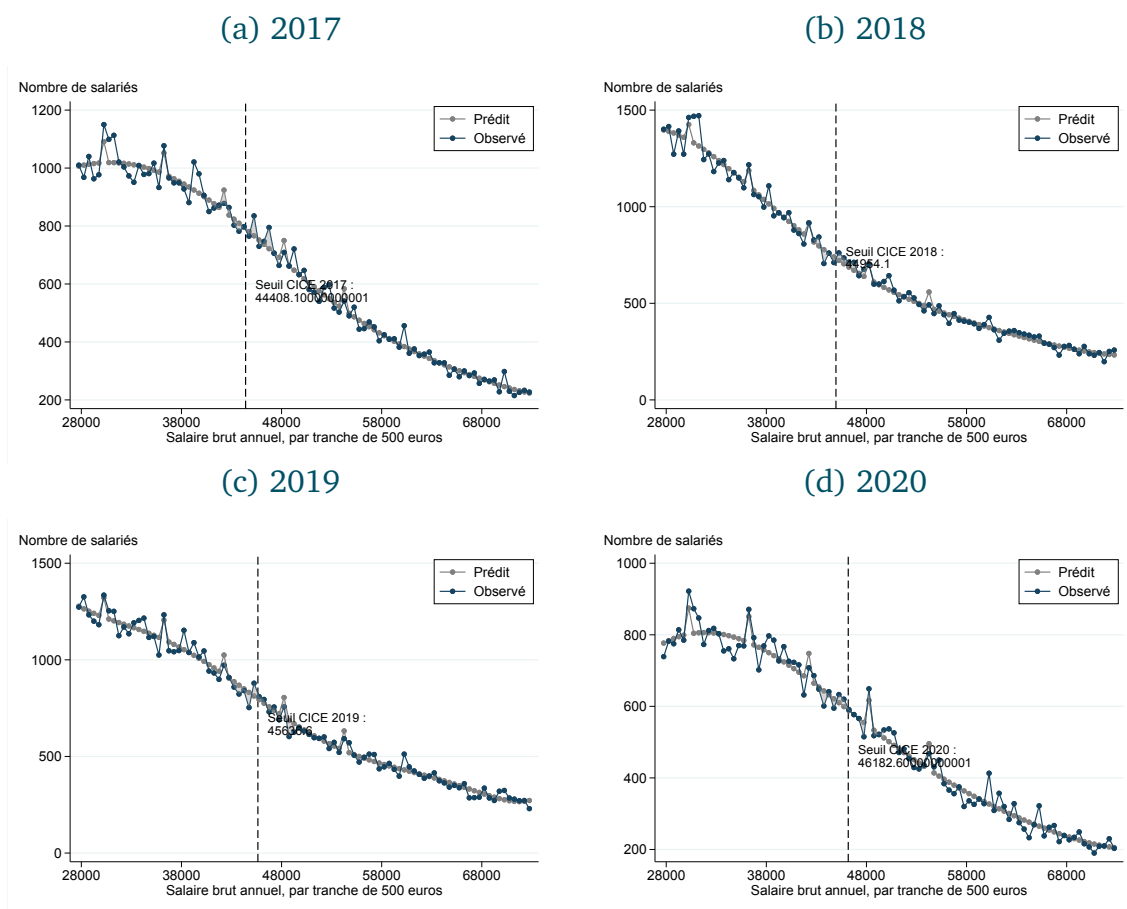 (a) 2017
Nombre de salariés
1200
1000
800
600
400
200
Prédit
Observé
Seuil CICE 2017 :
44408.10000000001
28000
38000
48000
58000
68000
Salaire brut annuel, par tranche de 500 euros
(b) 2018
Nombre de salariés
1500
1000
500
0
Prédit
Observé
Seuil CICE 2018 :
44954.1
28000
38000
48000
58000
68000
Salaire brut annuel, par tranche de 500 euros
(c) 2019
Nombre de salariés
1500
1000
500
0
Prédit
Observé
Seuil CICE 2019 :
28000
38000
48000
58000
68000
Salaire brut annuel, par tranche de 500 euros
(d) 2020
Nombre de salariés
1000
800
600
400
200
Prédit
Observé
Seuil CICE 2020 :
46182.60000000001
28000
38000
48000
58000
68000
Salaire brut annuel, par tranche de 500 euros